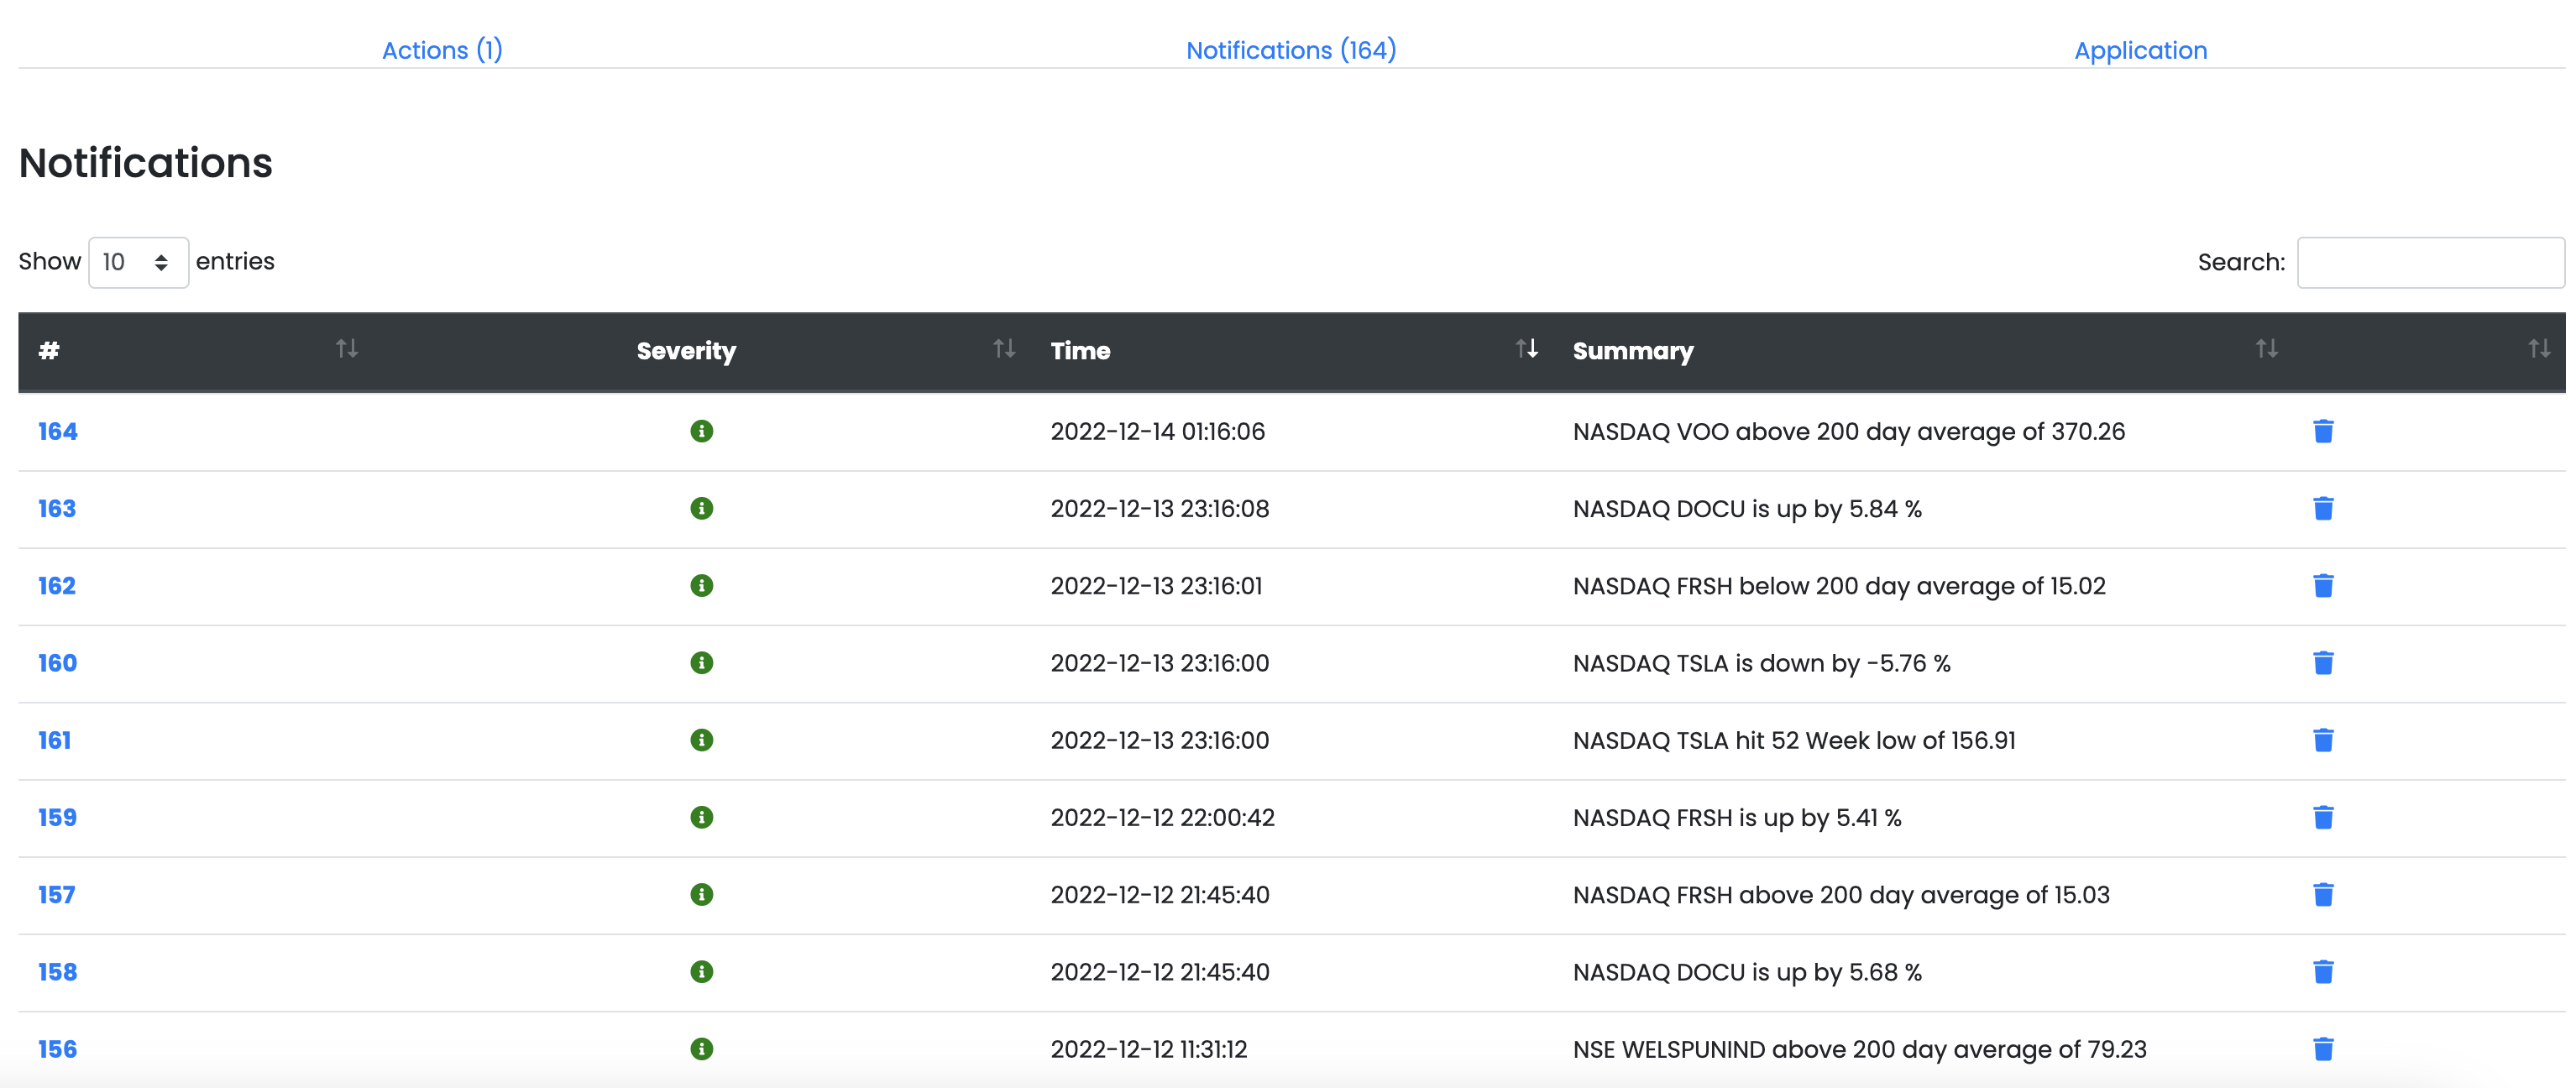 Actions (1) Notifications (164) Application
Notifications
Show 10 entries Search:
# Severity Time Summary
164 2022-12-14 01:16:06 NASDAQ VOO above 200 day average of 370.26
163 2022-12-13 23:16:08 NASDAQ DOCU is up by 5.84 %
162 2022-12-13 23:16:01 NASDAQ FRSH below 200 day average of 15.02
160 2022-12-13 23:16:00 NASDAQ TSLA is down by -5.76 %
161 2022-12-13 23:16:00 NASDAQ TSLA hit 52 Week low of 156.91
159 2022-12-12 22:00:42 NASDAQ FRSH is up by 5.41 %
157 2022-12-12 21:45:40 NASDAQ FRSH above 200 day average of 15.03
158 2022-12-12 21:45:40 NASDAQ DOCU is up by 5.68 %
156 2022-12-12 11:31:12 NSE WELSPUNIND above 200 day average of 79.23